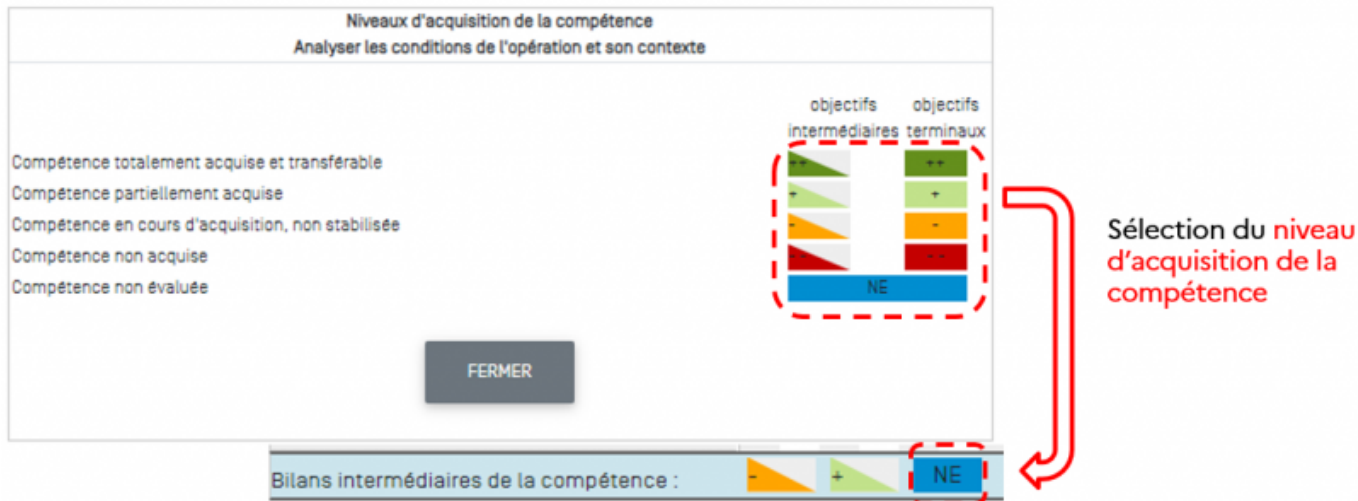 Niveaux d'acquisition de la compétence
Analyser les conditions de l'opération et son contexte
objectifs objectifs
intermédiaires terminaux
Compétence totalement acquise et transférable ++ ++
Compétence partiellement acquise + +
Compétence en cours d'acquisition, non stabilisée - -
Compétence non acquise -- --
Compétence non évaluée NE
FERMER
Sélection du niveau
d'acquisition de la
compétence
Bilans intermédiaires de la compétence : - + NE